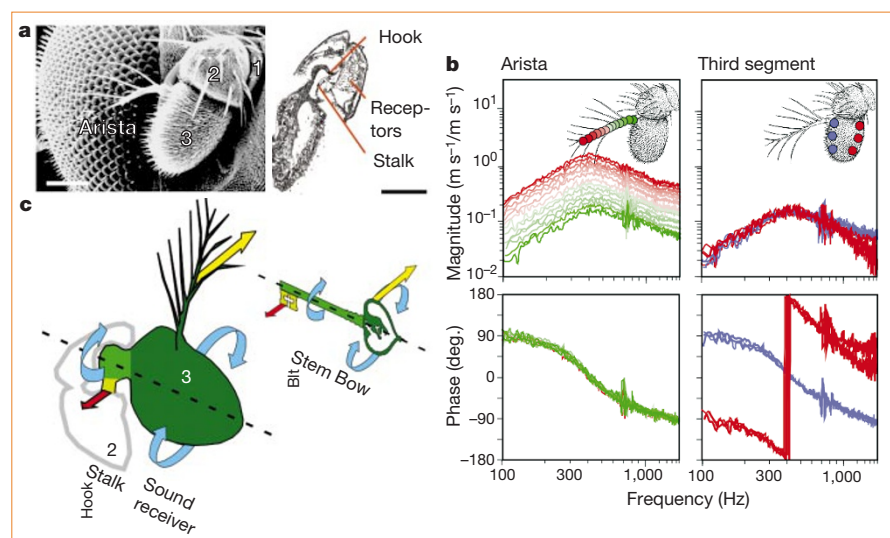 a
1
2
3
Arista
Hook
Recep-
tors
Stalk
b
Arista
Third segment
Magnitude (m s⁻¹/m s⁻¹)
10¹
10⁰
10⁻¹
10⁻²
Phase (deg.)
180
90
0
−90
−180
100
300
1,000
100
300
1,000
Frequency (Hz)
c
3
2
Hook
Stalk
Sound
receiver
Blt
Stem Bow